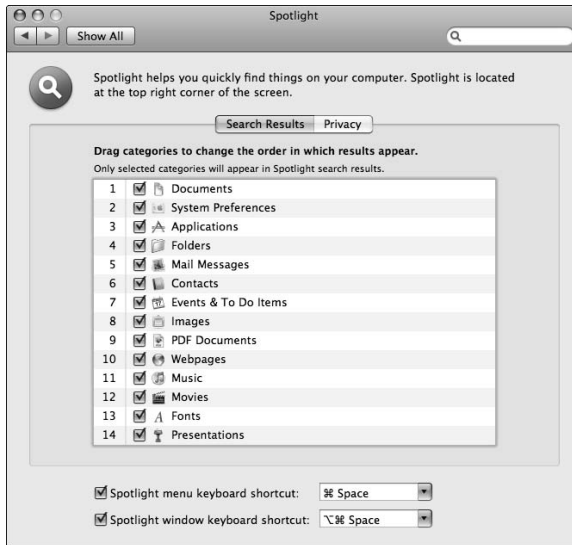 Spotlight
Show All
Spotlight helps you quickly find things on your computer. Spotlight is located
at the top right corner of the screen.
Search Results Privacy
Drag categories to change the order in which results appear.
Only selected categories will appear in Spotlight search results.
1 Documents
2 System Preferences
3 Applications
4 Folders
5 Mail Messages
6 Contacts
7 Events & To Do Items
8 Images
9 PDF Documents
10 Webpages
11 Music
12 Movies
13 Fonts
14 Presentations
Spotlight menu keyboard shortcut: ⌘ Space
Spotlight window keyboard shortcut: ⌥⌘ Space